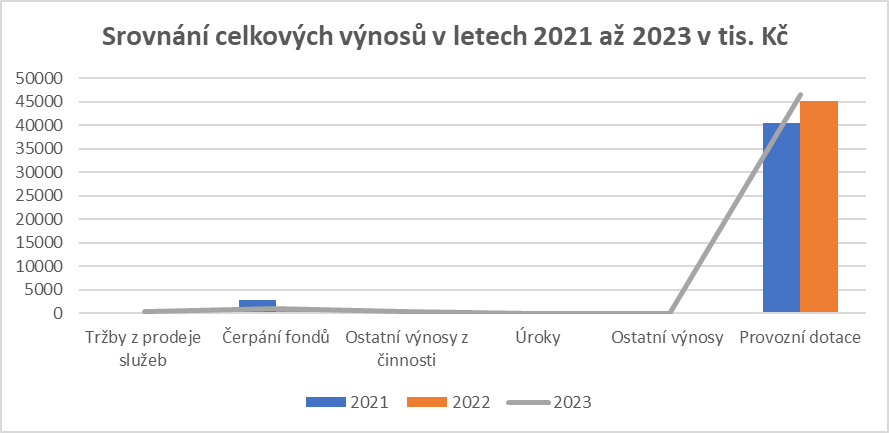 Srovnání celkových výnosů v letech 2021 až 2023 v tis. Kč
50000
45000
40000
35000
30000
25000
20000
15000
10000
5000
0
Tržby z prodeje
služeb
Čerpání fondů
Ostatní výnosy z
činnosti
Úroky
Ostatní výnosy
Provozní dotace
2021
2022
2023